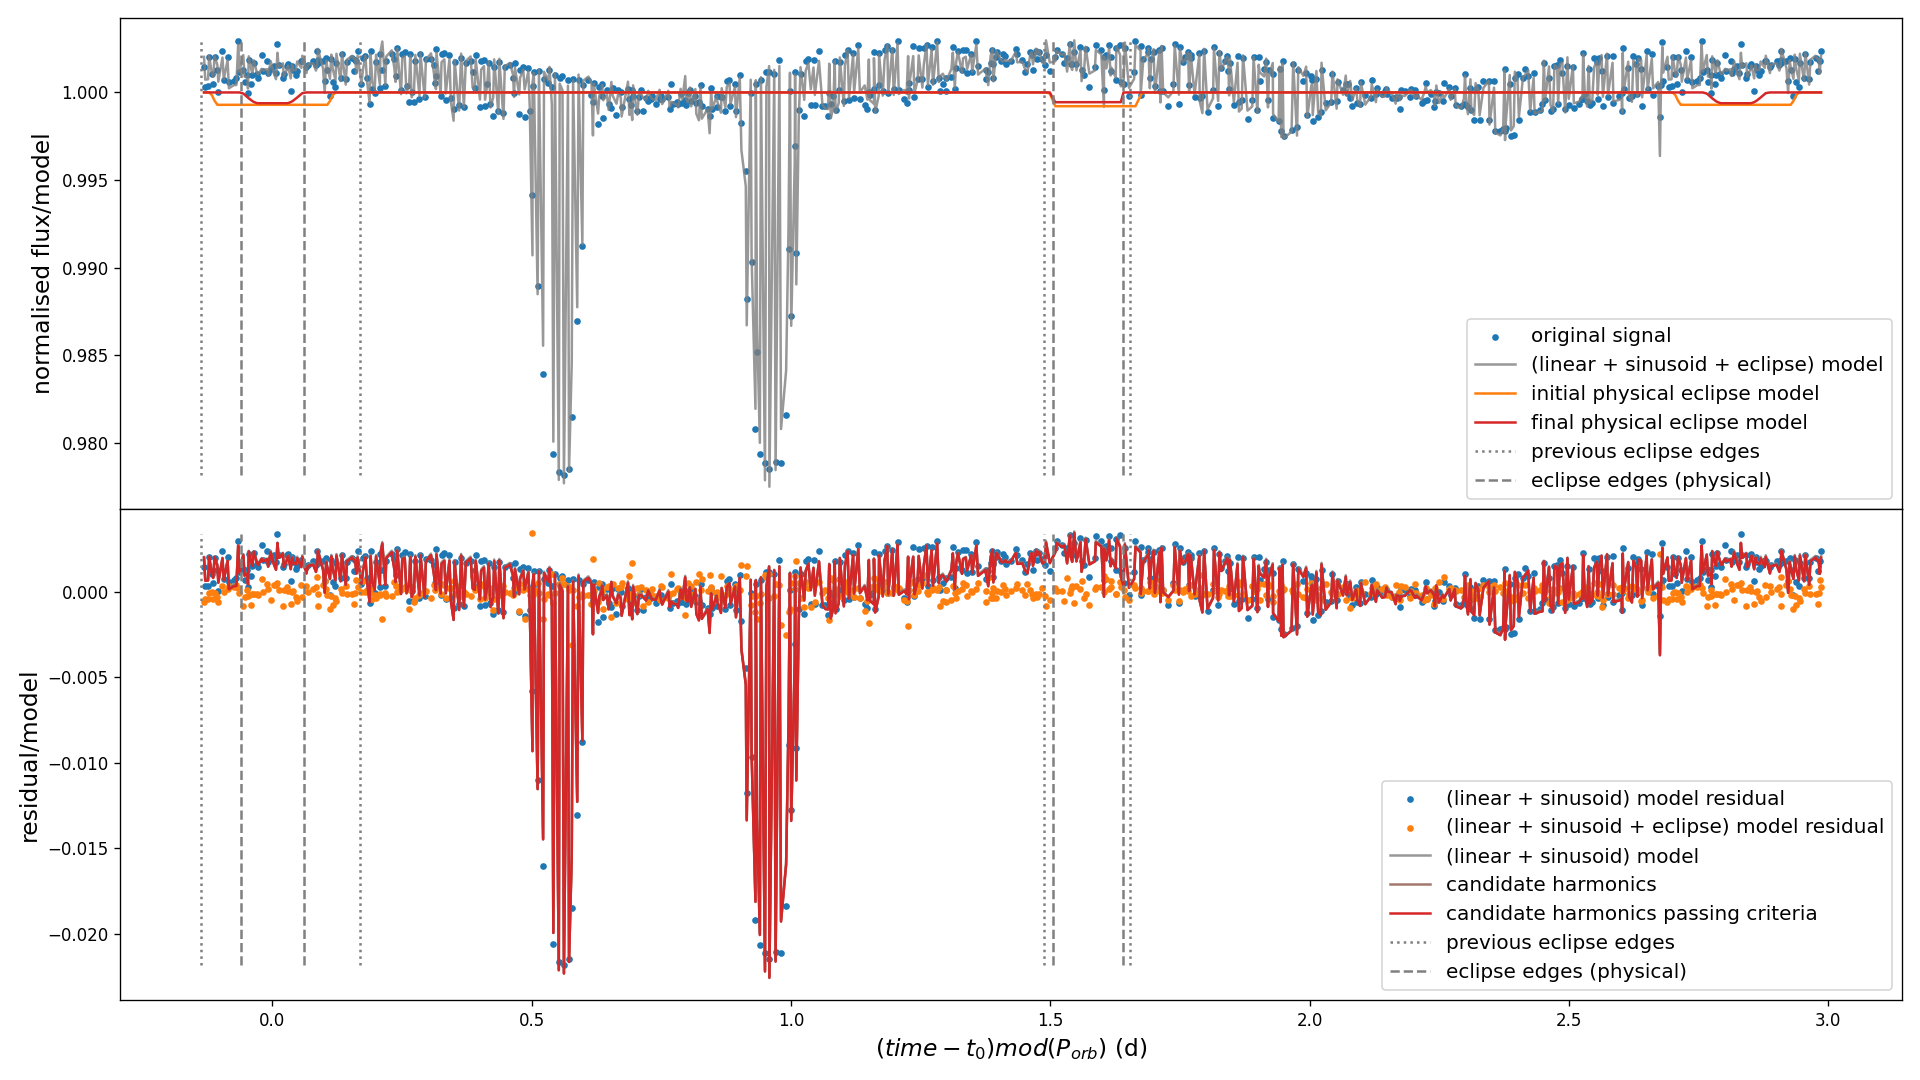 normalised flux/model
1.000
0.995
0.990
0.985
0.980
original signal
(linear + sinusoid + eclipse) model
initial physical eclipse model
final physical eclipse model
previous eclipse edges
eclipse edges (physical)
residual/model
0.000
−0.005
−0.010
−0.015
−0.020
(linear + sinusoid) model residual
(linear + sinusoid + eclipse) model residual
(linear + sinusoid) model
candidate harmonics
candidate harmonics passing criteria
previous eclipse edges
eclipse edges (physical)
0.0 0.5 1.0 1.5 2.0 2.5 3.0
(time − t₀)mod(P_orb) (d)